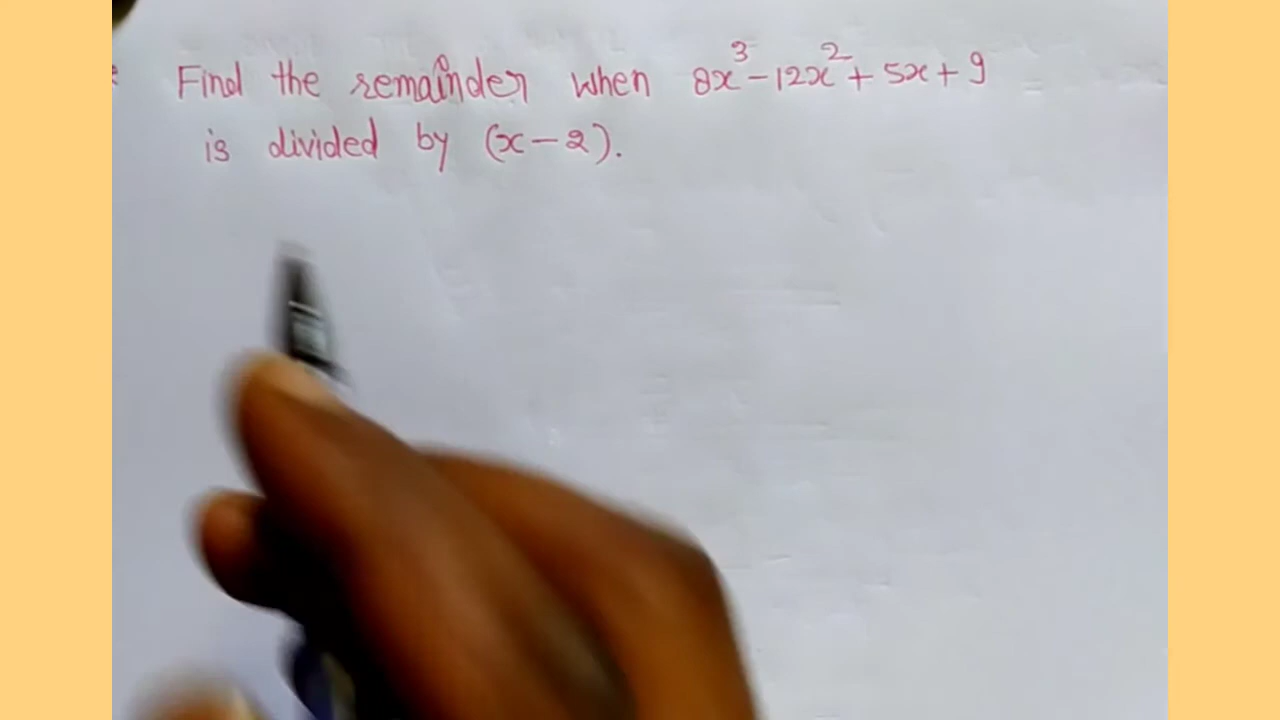 Find the remainder when 8x³ - 12x² + 5x + 9
is divided by (x - 2).